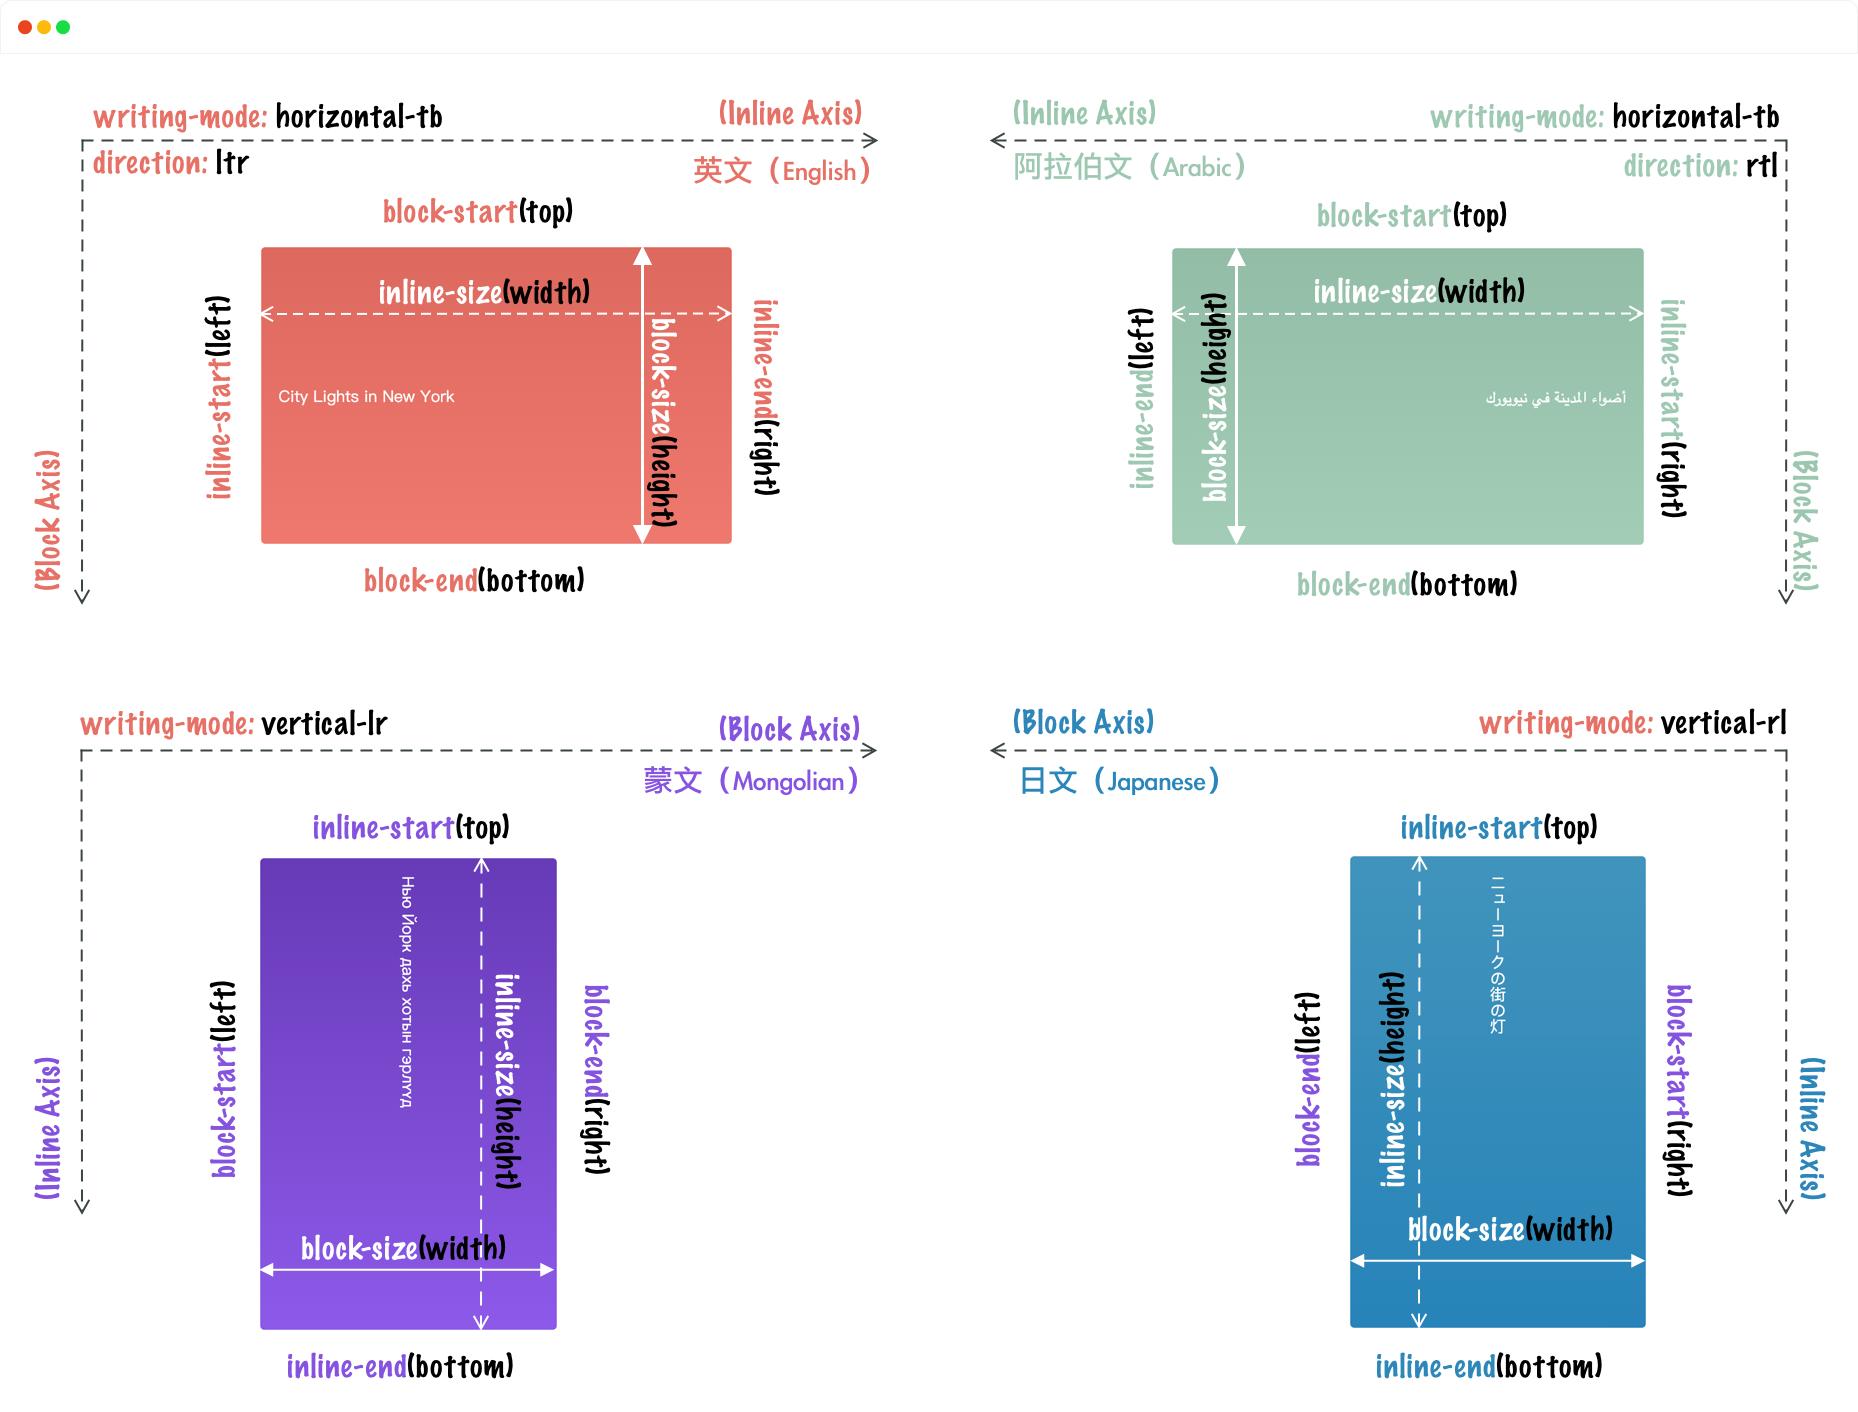 writing-mode: horizontal-tb
(Inline Axis)
direction: ltr
英文（English）
block-start(top)
inline-size(width)
inline-start(left)
block-size(height)
inline-end(right)
City Lights in New York
(Block Axis)
block-end(bottom)
(Inline Axis)
writing-mode: horizontal-tb
阿拉伯文（Arabic）
direction: rtl
block-start(top)
inline-size(width)
inline-end(left)
block-size(height)
inline-start(right)
أضواء المدينة في نيويورك
(Block Axis)
block-end(bottom)
writing-mode: vertical-lr
(Block Axis)
蒙文（Mongolian）
inline-start(top)
Нью Йорк дахь хотын гэрлүүд
block-start(left)
inline-size(height)
block-end(right)
(Inline Axis)
block-size(width)
inline-end(bottom)
(Block Axis)
writing-mode: vertical-rl
日文（Japanese）
inline-start(top)
ニューヨークの街の灯
block-end(left)
inline-size(height)
block-start(right)
(Inline Axis)
block-size(width)
inline-end(bottom)